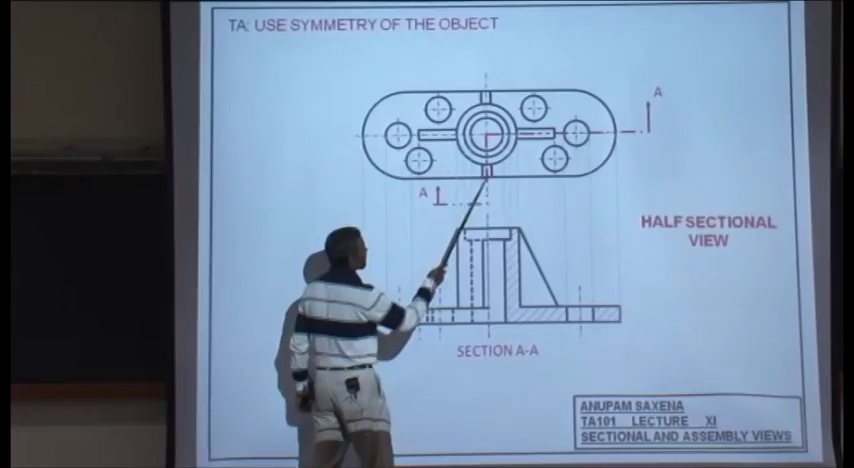 TA: USE SYMMETRY OF THE OBJECT
A
A
HALF SECTIONAL
VIEW
SECTION A-A
ANUPAM SAXENA
TA101 LECTURE XI
SECTIONAL AND ASSEMBLY VIEWS